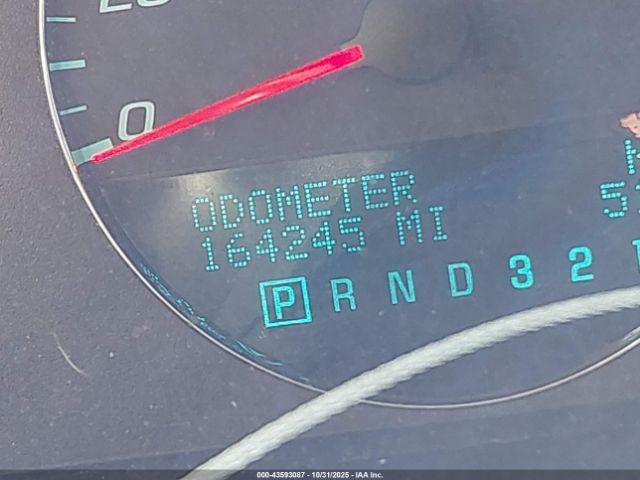 0
ODOMETER
164245 MI
P R N D 3 2
000-43593087 - 10/31/2025 - IAA Inc.